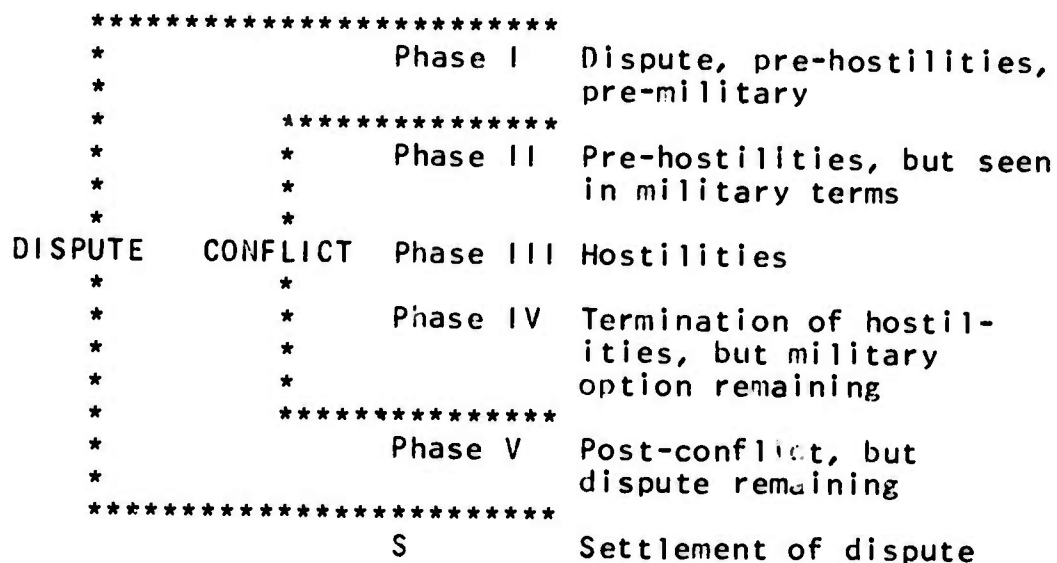 **************************
* Phase I Dispute, pre-hostilities,
* pre-military
* ***************
* * Phase II Pre-hostilities, but seen
* * in military terms
* *
DISPUTE CONFLICT Phase III Hostilities
* *
* * Phase IV Termination of hostil-
* * ities, but military
* * option remaining
* ***************
* Phase V Post-conflict, but
* dispute remaining
**************************
S Settlement of dispute